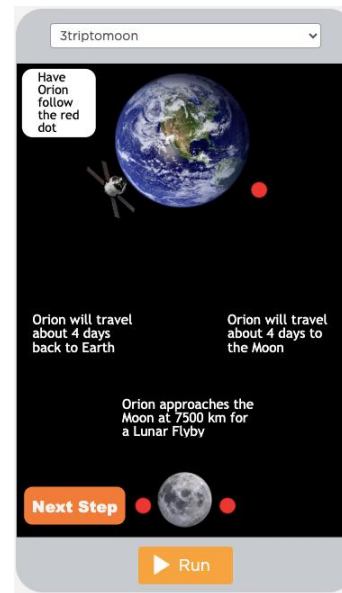 3triptomoon
Have
Orion
follow
the red
dot
Orion will travel
about 4 days
back to Earth
Orion will travel
about 4 days to
the Moon
Orion approaches the
Moon at 7500 km for
a Lunar Flyby
Next Step
Run